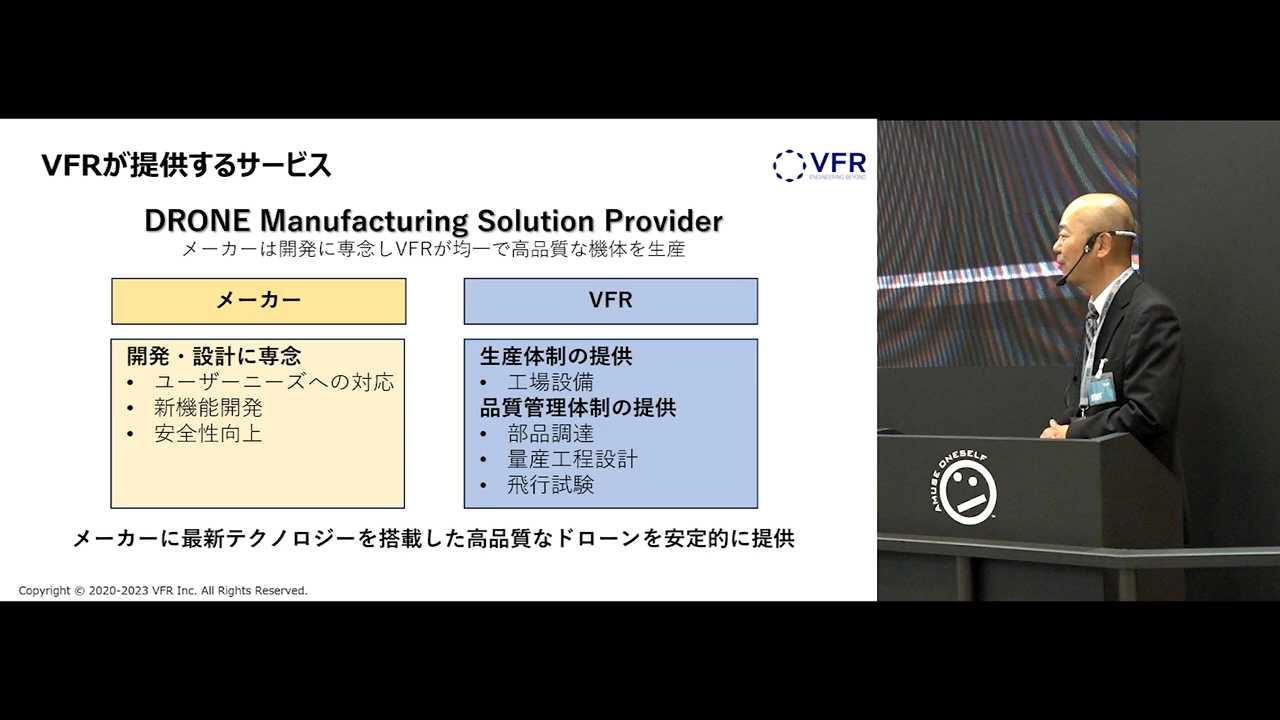 VFRが提供するサービス
VFR
ENGINEERING BEYOND
DRONE Manufacturing Solution Provider
メーカーは開発に専念しVFRが均一で高品質な機体を生産
メーカー
開発・設計に専念
• ユーザーニーズへの対応
• 新機能開発
• 安全性向上
VFR
生産体制の提供
• 工場設備
品質管理体制の提供
• 部品調達
• 量産工程設計
• 飛行試験
メーカーに最新テクノロジーを搭載した高品質なドローンを安定的に提供
Copyright © 2020-2023 VFR Inc. All Rights Reserved.
AMUSE ONESELF